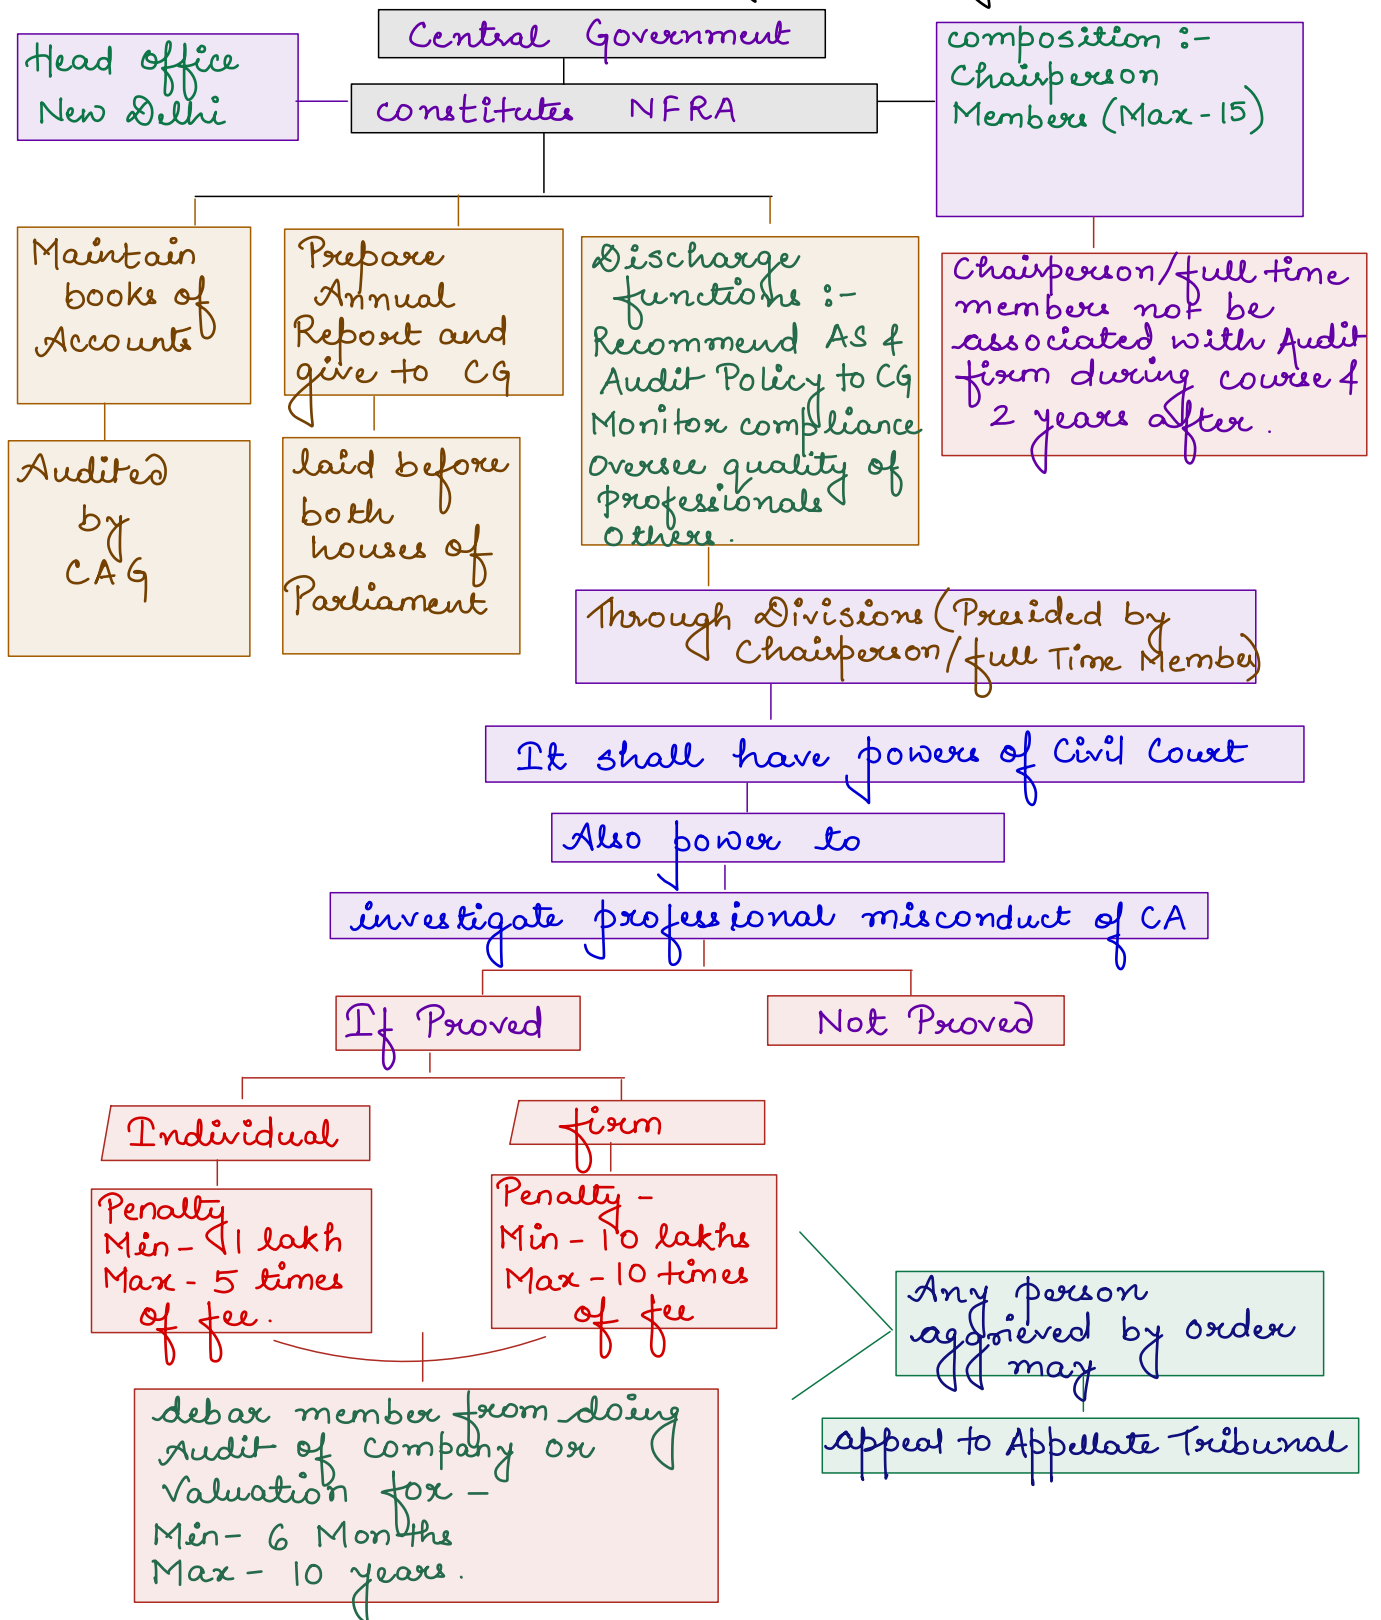 Central Government
constitutes NFRA
Head office
New Delhi
composition :-
Chairperson
Members (Max - 15)
Chairperson/full time
members not be
associated with Audit
firm during course &
2 years after.
Maintain
books of
Accounts
Audited
by
CAG
Prepare
Annual
Report and
give to CG
laid before
both
houses of
Parliament
Discharge
functions :-
Recommend AS &
Audit Policy to CG
Monitor compliance
Oversee quality of
professionals
Others.
Through Divisions (Presided by
Chairperson/full Time Member)
It shall have powers of Civil Court
Also power to
investigate professional misconduct of CA
If Proved
Not Proved
Individual
firm
Penalty
Min - 1 lakh
Max - 5 times
of fee.
Penalty -
Min - 10 lakhs
Max - 10 times
of fee
debar member from doing
Audit of company or
Valuation for -
Min - 6 Months
Max - 10 years.
Any person
aggrieved by order
may
appeal to Appellate Tribunal